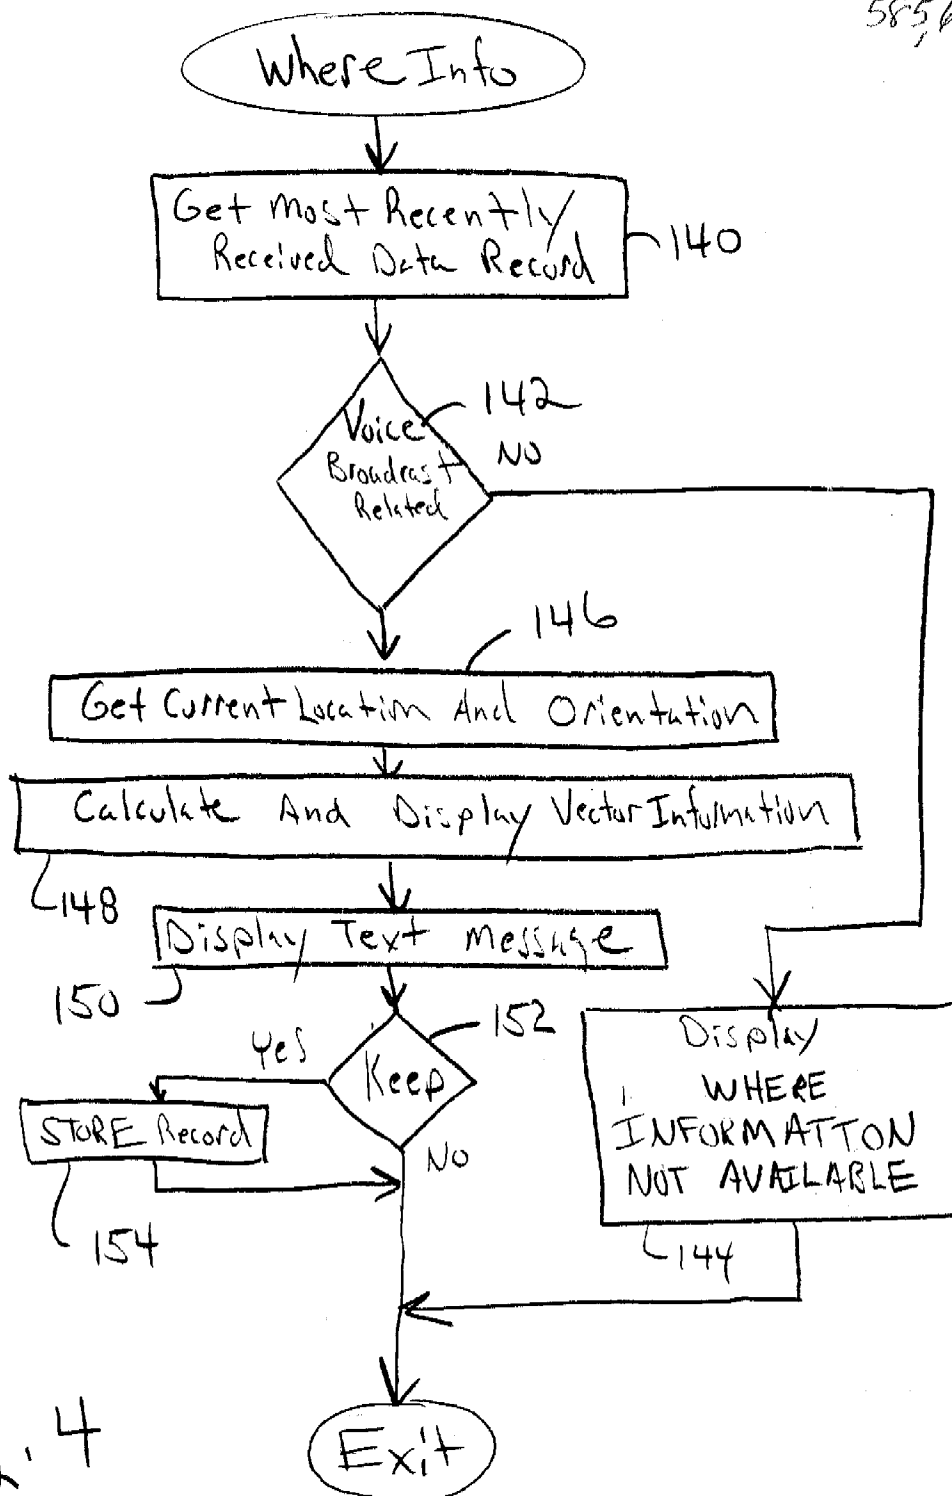 585,6
Where Info
Get Most Recently
Received Data Record
140
142
Voice
Broadcast
Related
NO
146
Get Current Location And Orientation
Calculate And Display Vector Information
148
Display Text Message
150
152
Yes
Keep
NO
STORE Record
154
Display
WHERE
INFORMATTON
NOT AVAILABLE
144
Exit
. 4